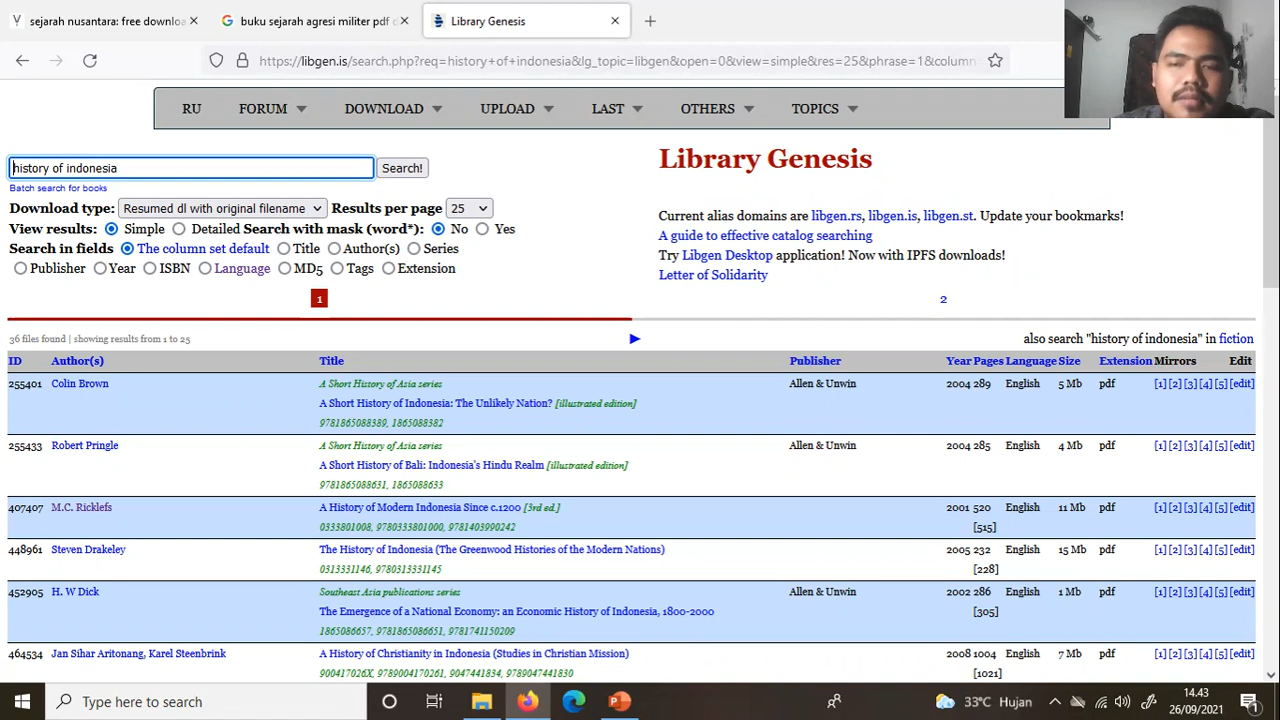 sejarah nusantara: free downloa
buku sejarah agresi militer pdf d
Library Genesis
https://libgen.is/search.php?req=history+of+indonesia&lg_topic=libgen&open=0&view=simple&res=25&phrase=1&column
RU FORUM DOWNLOAD UPLOAD LAST OTHERS TOPICS
history of indonesia Search!
Batch search for books
Download type: Resumed dl with original filename Results per page 25
View results: Simple Detailed Search with mask (word*): No Yes
Search in fields The column set default Title Author(s) Series
Publisher Year ISBN Language MD5 Tags Extension
Library Genesis
Current alias domains are libgen.rs, libgen.is, libgen.st. Update your bookmarks!
A guide to effective catalog searching
Try Libgen Desktop application! Now with IPFS downloads!
Letter of Solidarity
1 2
36 files found | showing results from 1 to 25 ► also search "history of indonesia" in fiction
ID Author(s) Title Publisher Year Pages Language Size Extension Mirrors Edit
A Short History of Asia series
255401 Colin Brown A Short History of Indonesia: The Unlikely Nation? [illustrated edition] Allen & Unwin 2004 289 English 5 Mb pdf [1] [2] [3] [4] [5] [edit]
9781865088389, 1865088382
A Short History of Asia series
255433 Robert Pringle A Short History of Bali: Indonesia's Hindu Realm [illustrated edition] Allen & Unwin 2004 285 English 4 Mb pdf [1] [2] [3] [4] [5] [edit]
9781865088631, 1865088633
407407 M.C. Ricklefs A History of Modern Indonesia Since c.1200 [3rd ed.] 2001 520 English 11 Mb pdf [1] [2] [3] [4] [5] [edit]
0333801008, 9780333801000, 9781403990242 [515]
448961 Steven Drakeley The History of Indonesia (The Greenwood Histories of the Modern Nations) 2005 232 English 15 Mb pdf [1] [2] [3] [4] [5] [edit]
0313331146, 9780313331145 [228]
452905 H. W Dick Southeast Asia publications series Allen & Unwin 2002 286 English 1 Mb pdf [1] [2] [3] [4] [5] [edit]
The Emergence of a National Economy: an Economic History of Indonesia, 1800-2000 [305]
1865086657, 9781865086651, 9781741150209
464534 Jan Sihar Aritonang, Karel Steenbrink A History of Christianity in Indonesia (Studies in Christian Mission) 2008 1004 English 7 Mb pdf [1] [2] [3] [4] [5] [edit]
900417026X, 9789004170261, 9047441834, 9789047441830 [1021]
Type here to search
33°C Hujan
14.43
26/09/2021
1